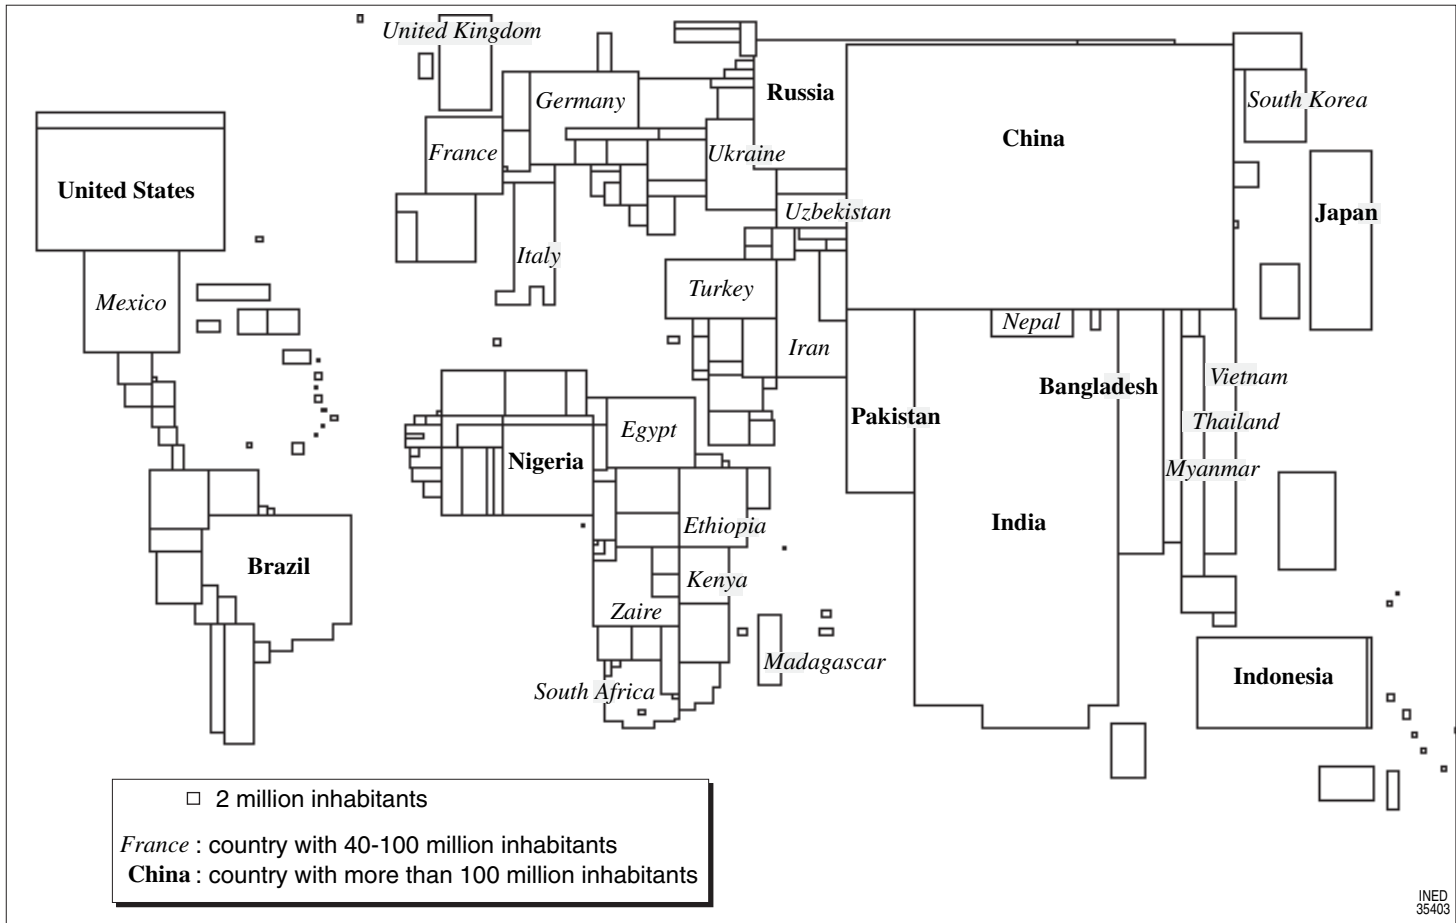 United Kingdom
Germany
Russia
China
South Korea
France
Ukraine
United States
Uzbekistan
Japan
Italy
Mexico
Turkey
Nepal
Iran
Vietnam
Bangladesh
Pakistan
Thailand
Egypt
Nigeria
Myanmar
Ethiopia
India
Brazil
Kenya
Zaire
Madagascar
Indonesia
South Africa
2 million inhabitants
France : country with 40-100 million inhabitants
China : country with more than 100 million inhabitants
INED
35403